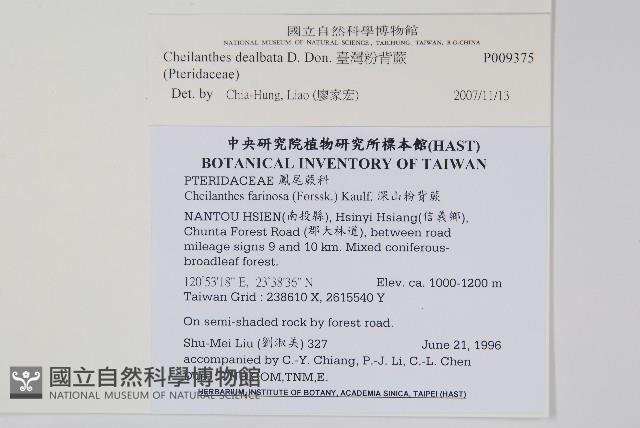 國立自然科學博物館
NATIONAL MUSEUM OF NATURAL SCIENCE, TAICHUNG, TAIWAN, R·O·CHINA
Cheilanthes dealbata D. Don. 臺灣粉背蕨 P009375
(Pteridaceae)
Det. by Chia-Hung, Liao (廖家宏) 2007/11/13
中央研究院植物研究所標本館(HAST)
BOTANICAL INVENTORY OF TAIWAN
PTERIDACEAE 鳳尾蕨科
Cheilanthes farinosa (Forssk.) Kaulf. 深山粉背蕨
NANTOU HSIEN(南投縣), Hsinyi Hsiang(信義鄉),
Chunta Forest Road (郡大林道), between road
mileage signs 9 and 10 km. Mixed coniferous-
broadleaf forest.
120°53'18" E, 23°38'36" N Elev. ca. 1000-1200 m
Taiwan Grid : 238610 X, 2615540 Y
On semi-shaded rock by forest road.
Shu-Mei Liu (劉淑美) 327 June 21, 1996
accompanied by C.-Y. Chiang, P.-J. Li, C.-L. Chen
TNM,E.
HERBARIUM, INSTITUTE OF BOTANY, ACADEMIA SINICA, TAIPEI (HAST)
國立自然科學博物館
NATIONAL MUSEUM OF NATURAL SCIENCE